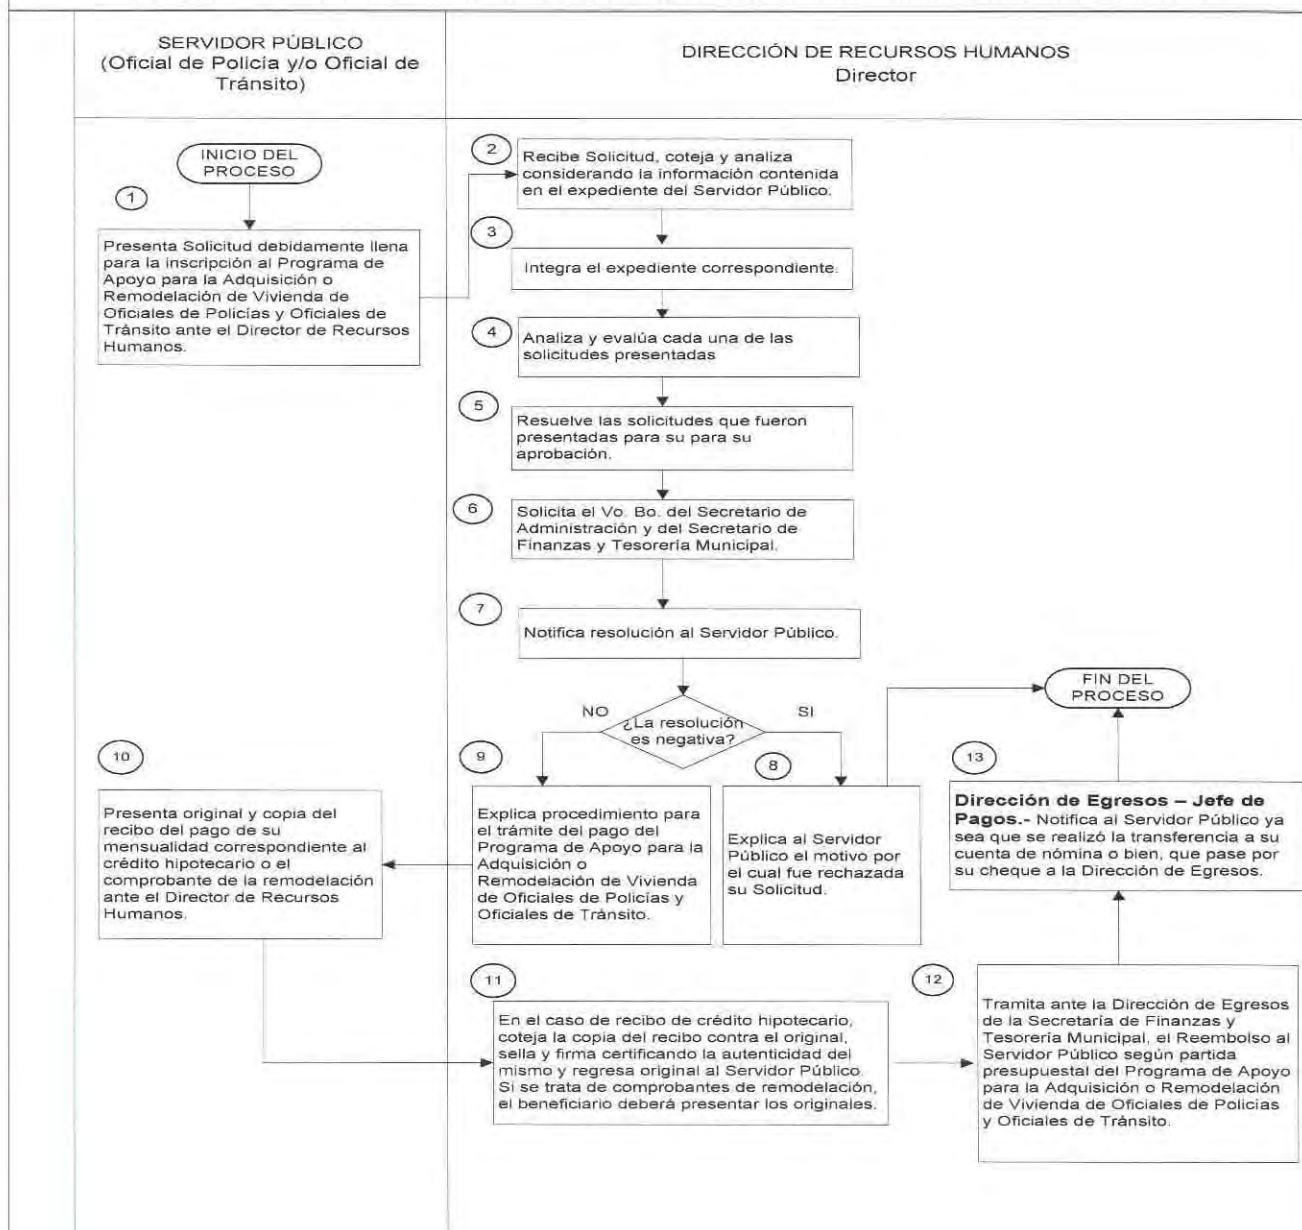 SERVIDOR PÚBLICO
(Oficial de Policía y/o Oficial de
Tránsito)
DIRECCIÓN DE RECURSOS HUMANOS
Director
INICIO DEL
PROCESO
1
Presenta Solicitud debidamente llena
para la inscripción al Programa de
Apoyo para la Adquisición o
Remodelación de Vivienda de
Oficiales de Policías y Oficiales de
Tránsito ante el Director de Recursos
Humanos.
2
Recibe Solicitud, coteja y analiza
considerando la información contenida
en el expediente del Servidor Público.
3
Integra el expediente correspondiente.
4
Analiza y evalúa cada una de las
solicitudes presentadas
5
Resuelve las solicitudes que fueron
presentadas para su para su
aprobación.
6
Solicita el Vo. Bo. del Secretario de
Administración y del Secretario de
Finanzas y Tesorería Municipal.
7
Notifica resolución al Servidor Público.
¿La resolución
es negativa?
NO
SI
8
Explica al Servidor
Público el motivo por
el cual fue rechazada
su Solicitud.
FIN DEL
PROCESO
9
Explica procedimiento para
el trámite del pago del
Programa de Apoyo para la
Adquisición o
Remodelación de Vivienda
de Oficiales de Policías y
Oficiales de Tránsito.
10
Presenta original y copia del
recibo del pago de su
mensualidad correspondiente al
crédito hipotecario o el
comprobante de la remodelación
ante el Director de Recursos
Humanos.
11
En el caso de recibo de crédito hipotecario,
coteja la copia del recibo contra el original,
sella y firma certificando la autenticidad del
mismo y regresa original al Servidor Público.
Si se trata de comprobantes de remodelación,
el beneficiario deberá presentar los originales.
12
Tramita ante la Dirección de Egresos
de la Secretaría de Finanzas y
Tesorería Municipal, el Reembolso al
Servidor Público según partida
presupuestal del Programa de Apoyo
para la Adquisición o Remodelación
de Vivienda de Oficiales de Policías
y Oficiales de Tránsito.
13
Dirección de Egresos – Jefe de
Pagos.- Notifica al Servidor Público ya
sea que se realizó la transferencia a su
cuenta de nómina o bien, que pase por
su cheque a la Dirección de Egresos.